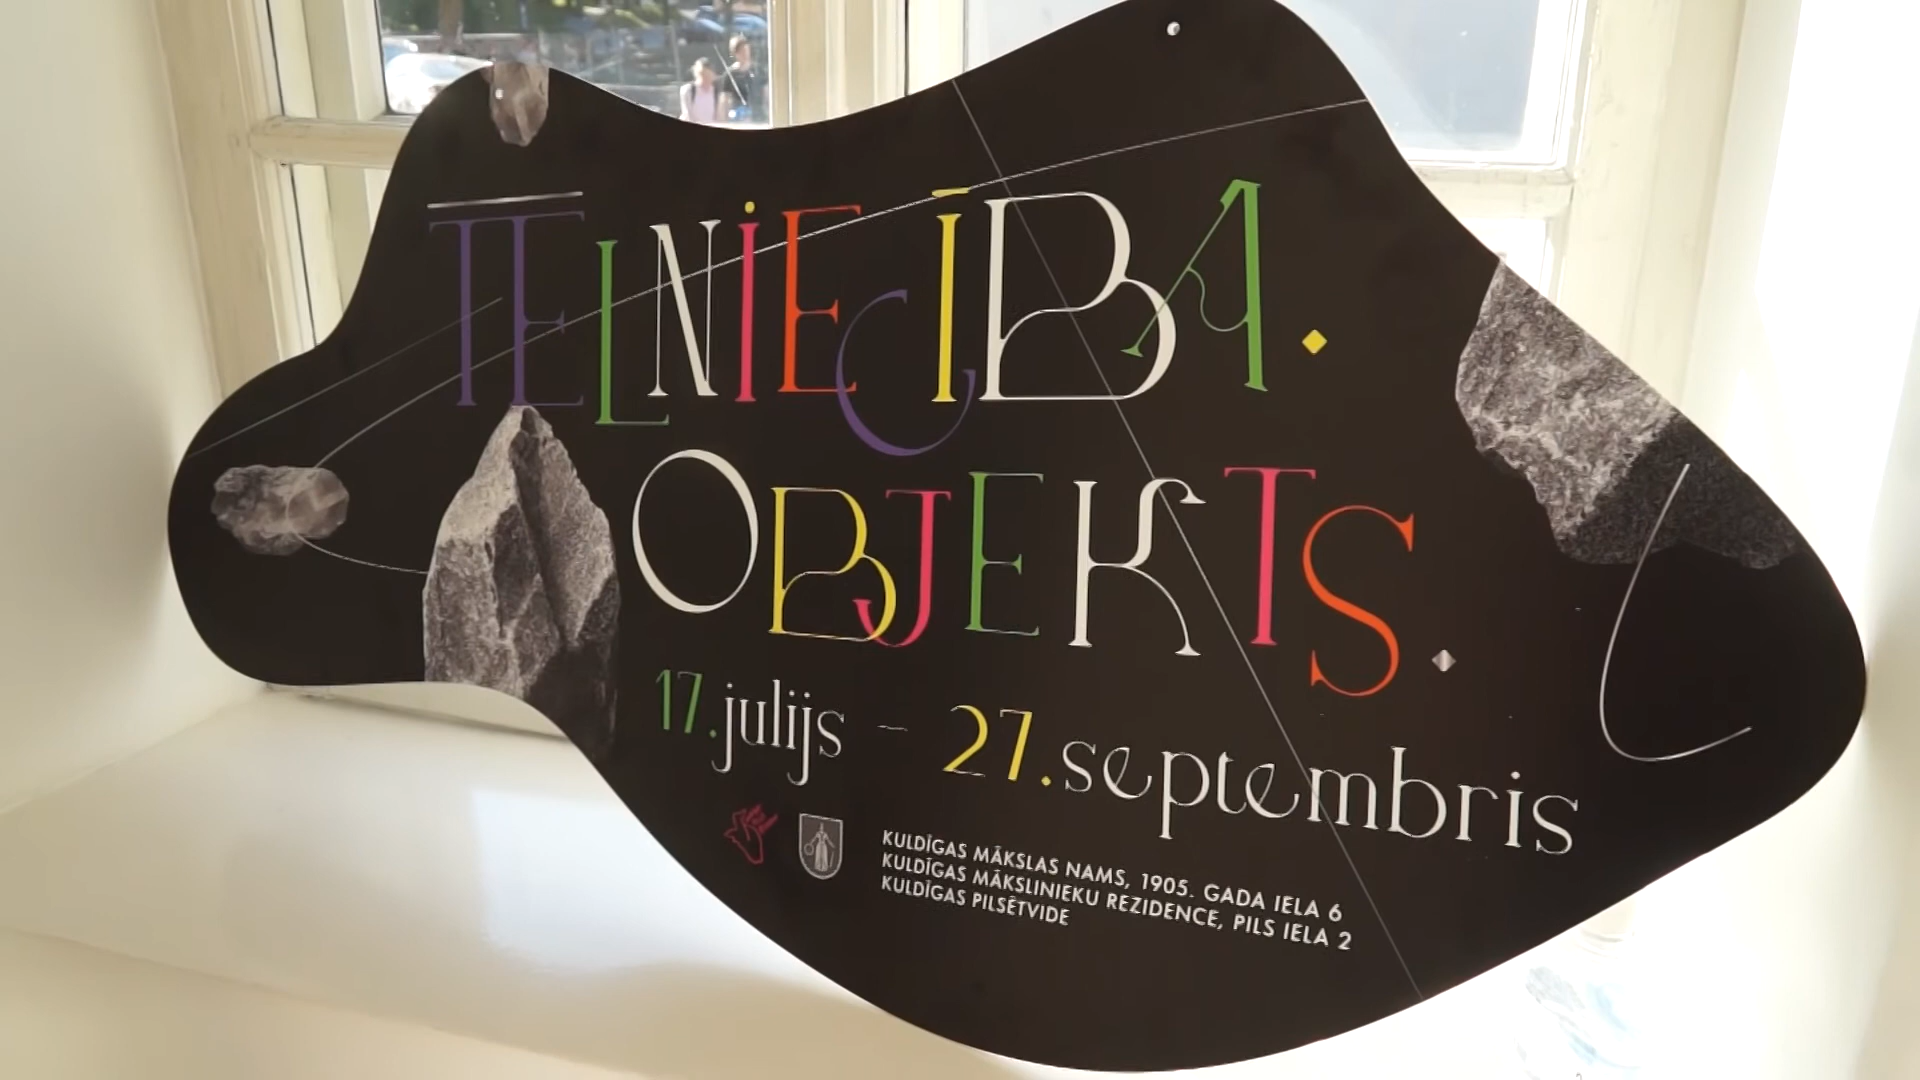 TĒLNiECĪBA.
OBJEKTS.
17.julijs – 27.septembris
KULDĪGAS MĀKSLAS NAMS, 1905. GADA IELA 6
KULDĪGAS MĀKSLINIEKU REZIDENCE, PILS IELA 2
KULDĪGAS PILSĒTVIDE